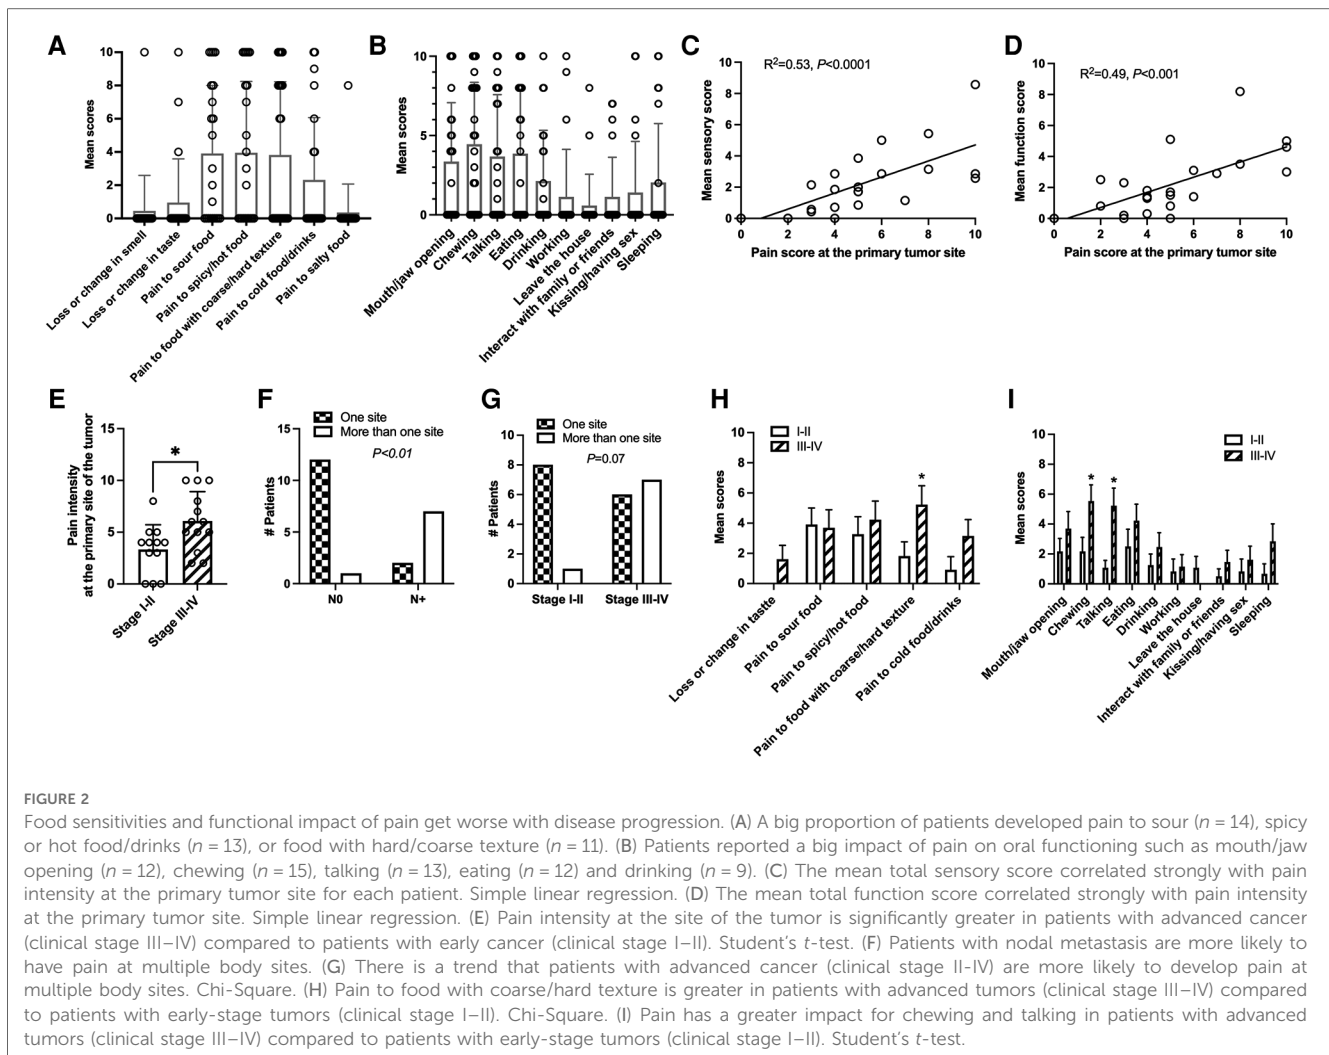 A
Mean scores
10
8
6
4
2
0
Loss or change in smell
Loss or change in taste
Pain to sour food
Pain to spicy/hot food
Pain to food with coarse/hard texture
Pain to cold food/drinks
Pain to salty food
B
Mean scores
10
5
0
Mouth/jaw opening
Chewing
Talking
Eating
Drinking
Working
Leave the house
Interact with family or friends
Kissing/having sex
Sleeping
C
R²=0.53, P<0.0001
Mean sensory score
10
8
6
4
2
0
0 2 4 6 8 10
Pain score at the primary tumor site
D
R²=0.49, P<0.001
Mean function score
10
8
6
4
2
0
0 2 4 6 8 10
Pain score at the primary tumor site
E
Pain intensity
at the primary site of the tumor
15
10
5
0
*
Stage I-II
Stage III-IV
F
One site
More than one site
P<0.01
# Patients
15
10
5
0
N0 N+
G
One site
More than one site
P=0.07
# Patients
10
8
6
4
2
0
Stage I-II Stage III-IV
H
I-II
III-IV
Mean scores
10
8
6
4
2
0
*
Loss or change in tastte
Pain to sour food
Pain to spicy/hot food
Pain to food with coarse/hard texture
Pain to cold food/drinks
I
I-II
III-IV
Mean scores
10
8
6
4
2
0
* *
Mouth/jaw opening
Chewing
Talking
Eating
Drinking
Working
Leave the house
Interact with family or friends
Kissing/having sex
Sleeping
FIGURE 2
Food sensitivities and functional impact of pain get worse with disease progression. (A) A big proportion of patients developed pain to sour (n = 14), spicy
or hot food/drinks (n = 13), or food with hard/coarse texture (n = 11). (B) Patients reported a big impact of pain on oral functioning such as mouth/jaw
opening (n = 12), chewing (n = 15), talking (n = 13), eating (n = 12) and drinking (n = 9). (C) The mean total sensory score correlated strongly with pain
intensity at the primary tumor site for each patient. Simple linear regression. (D) The mean total function score correlated strongly with pain intensity
at the primary tumor site. Simple linear regression. (E) Pain intensity at the site of the tumor is significantly greater in patients with advanced cancer
(clinical stage III–IV) compared to patients with early cancer (clinical stage I–II). Student's t-test. (F) Patients with nodal metastasis are more likely to
have pain at multiple body sites. (G) There is a trend that patients with advanced cancer (clinical stage II-IV) are more likely to develop pain at
multiple body sites. Chi-Square. (H) Pain to food with coarse/hard texture is greater in patients with advanced tumors (clinical stage III–IV) compared
to patients with early-stage tumors (clinical stage I–II). Chi-Square. (I) Pain has a greater impact for chewing and talking in patients with advanced
tumors (clinical stage III–IV) compared to patients with early-stage tumors (clinical stage I–II). Student's t-test.